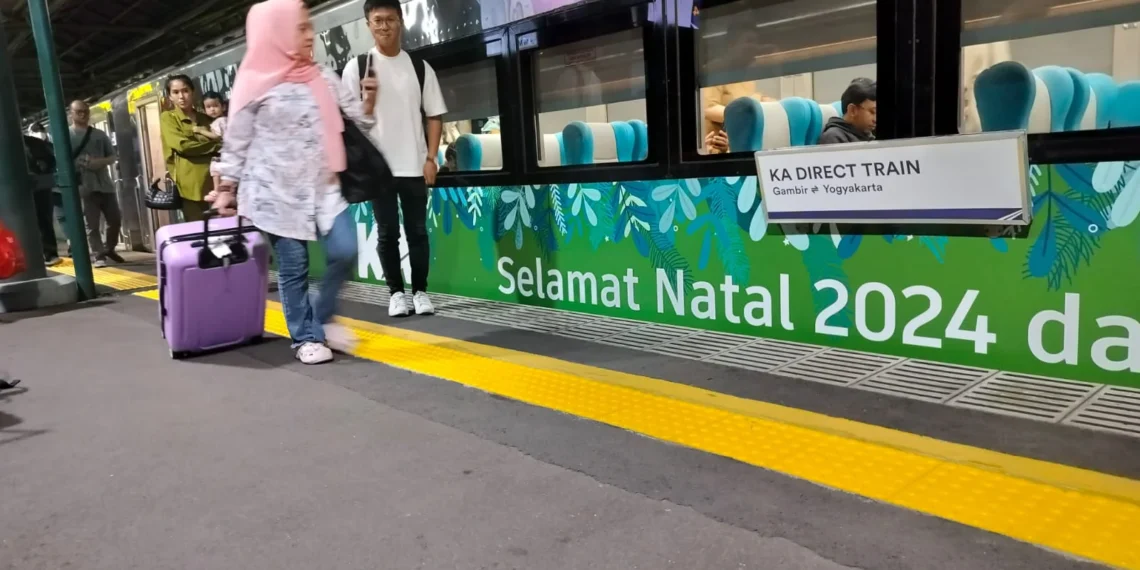 KA DIRECT TRAIN
Gambir ⇌ Yogyakarta
Selamat Natal 2024 da